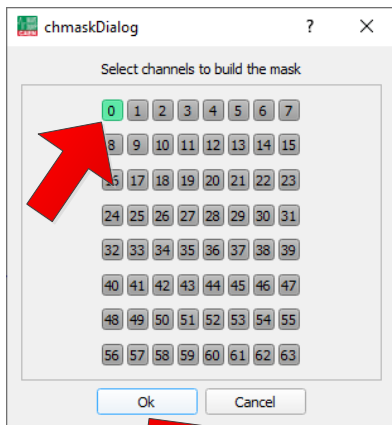 CAEN chmaskDialog ? ×
Select channels to build the mask
0 1 2 3 4 5 6 7
8 9 10 11 12 13 14 15
16 17 18 19 20 21 22 23
24 25 26 27 28 29 30 31
32 33 34 35 36 37 38 39
40 41 42 43 44 45 46 47
48 49 50 51 52 53 54 55
56 57 58 59 60 61 62 63
Ok Cancel